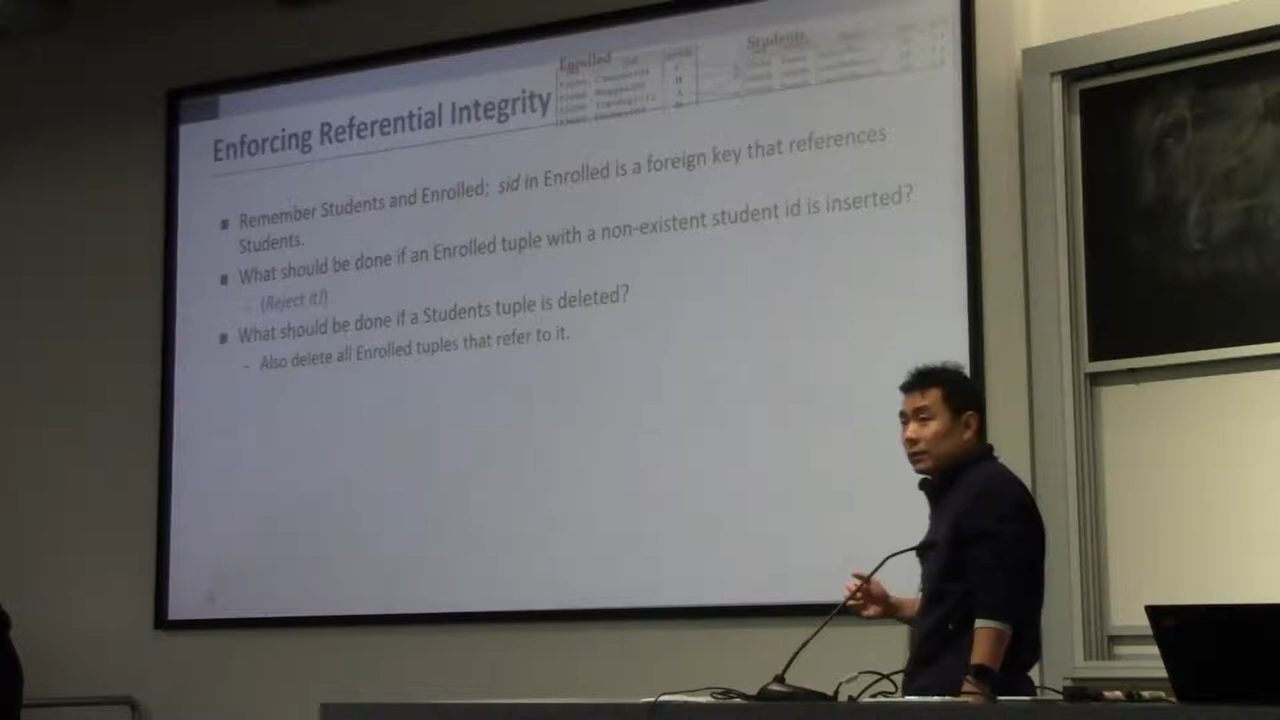 Enrolled
Students
Enforcing Referential Integrity
Remember Students and Enrolled; sid in Enrolled is a foreign key that references
Students.
What should be done if an Enrolled tuple with a non-existent student id is inserted?
– (Reject it!)
What should be done if a Students tuple is deleted?
– Also delete all Enrolled tuples that refer to it.